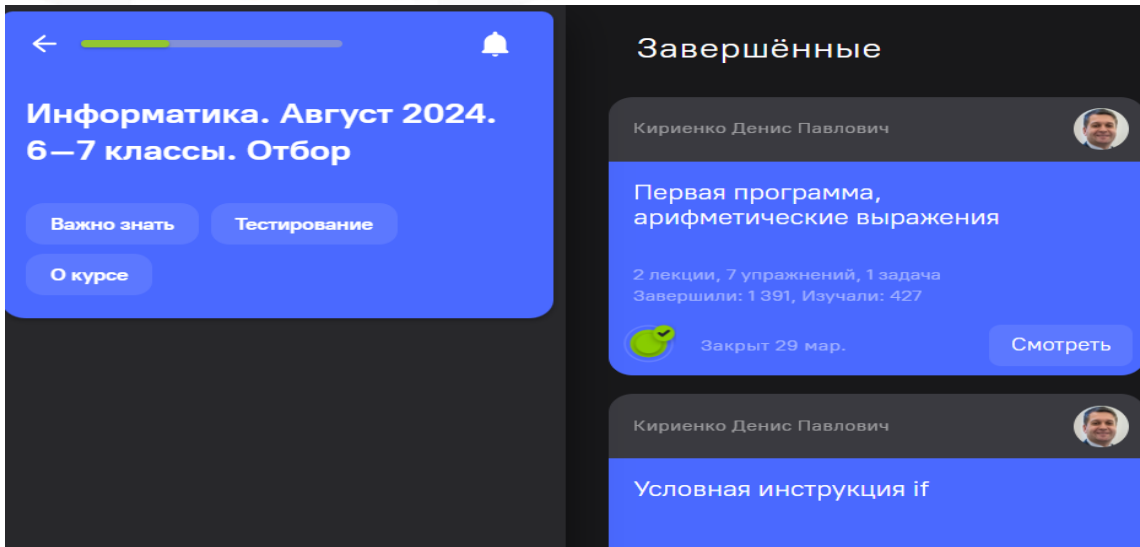 Информатика. Август 2024.
6—7 классы. Отбор
Важно знать
Тестирование
О курсе
Завершённые
Кириенко Денис Павлович
Первая программа,
арифметические выражения
2 лекции, 7 упражнений, 1 задача
Завершили: 1 391, Изучали: 427
Закрыт 29 мар.
Смотреть
Кириенко Денис Павлович
Условная инструкция if